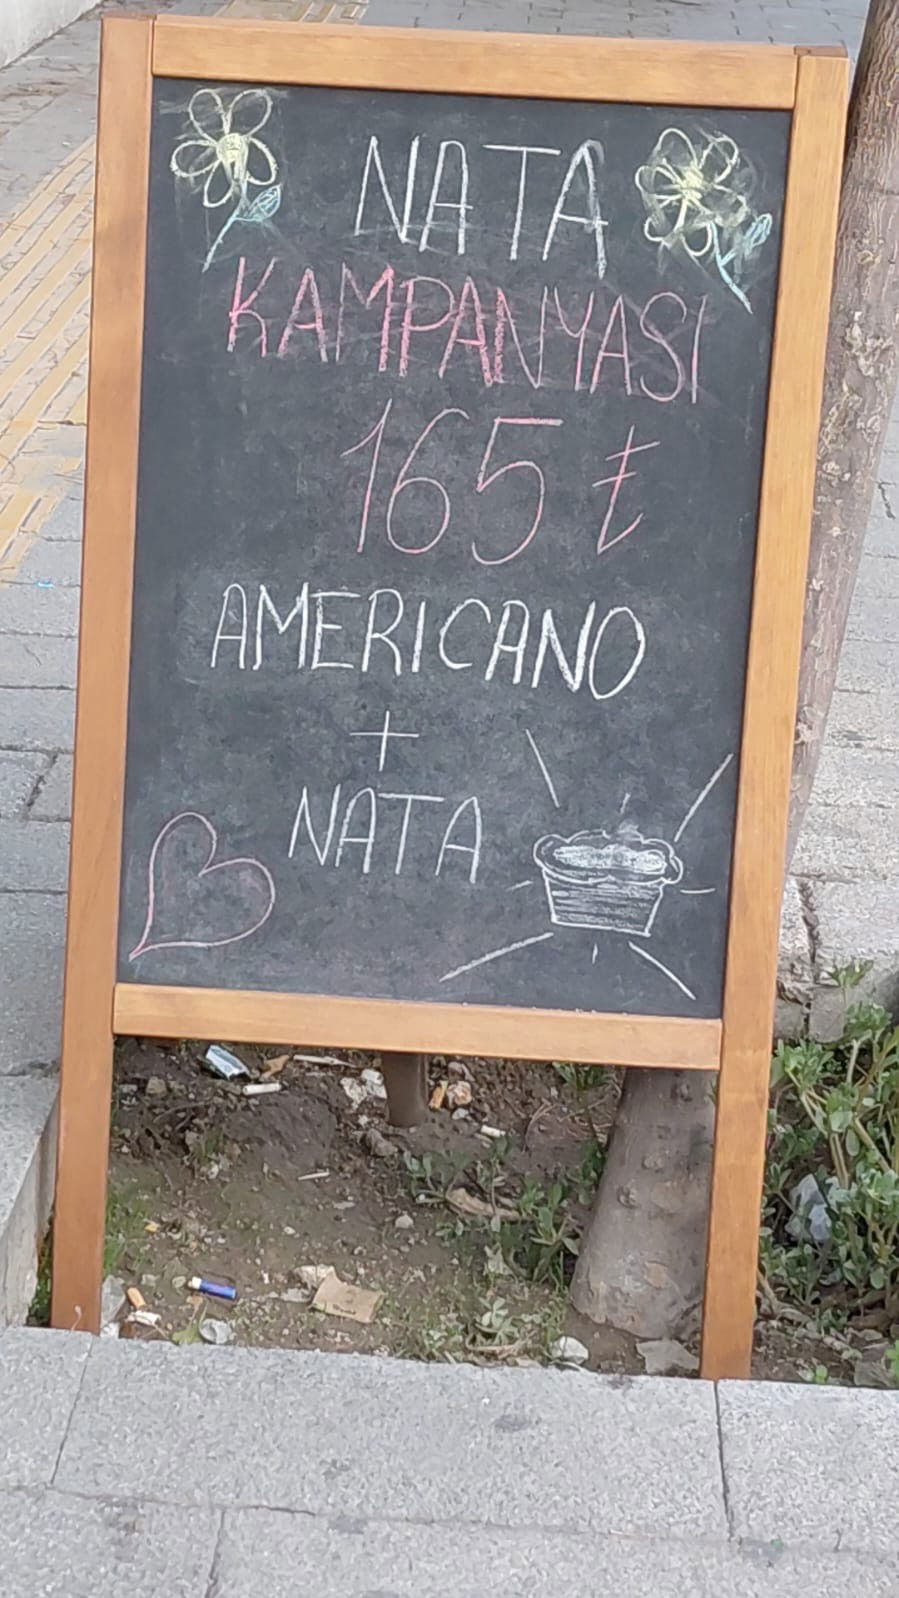 NATA
KAMPANYASI
165 ₺
AMERICANO
+
NATA